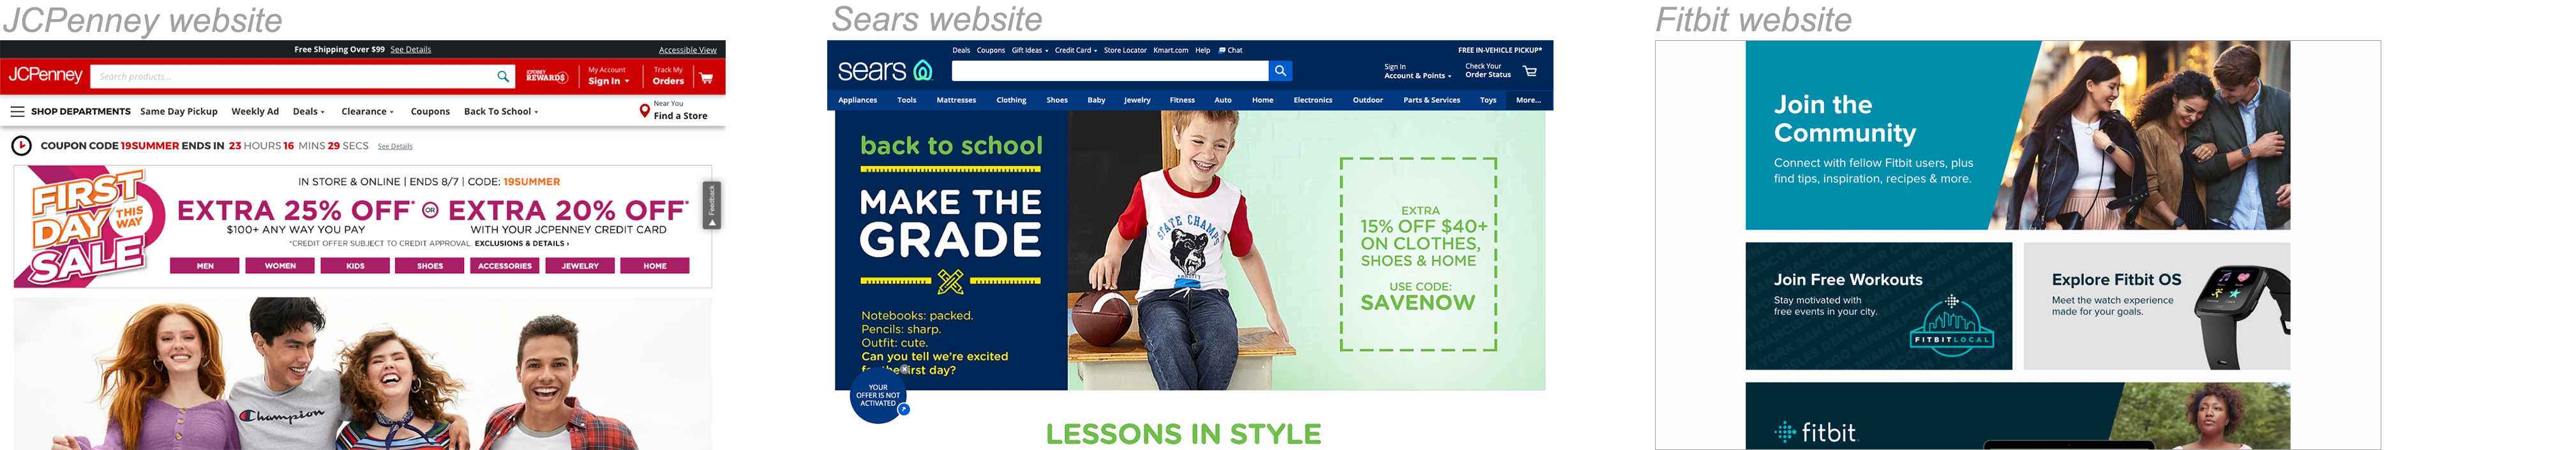 JCPenney website
Free Shipping Over $99 See Details
Accessible View
JCPenney
Search products...
JCPENNEY
REWARD$
My Account
Sign In
Track My
Orders
SHOP DEPARTMENTS Same Day Pickup Weekly Ad Deals Clearance Coupons Back To School
Near You
Find a Store
COUPON CODE 19SUMMER ENDS IN 23 HOURS 16 MINS 29 SECS See Details
FIRST
DAY
THIS
WAY
SALE
IN STORE & ONLINE | ENDS 8/7 | CODE: 19SUMMER
EXTRA 25% OFF* OR EXTRA 20% OFF*
$100+ ANY WAY YOU PAY
WITH YOUR JCPENNEY CREDIT CARD
*CREDIT OFFER SUBJECT TO CREDIT APPROVAL. EXCLUSIONS & DETAILS ›
MEN WOMEN KIDS SHOES ACCESSORIES JEWELRY HOME
Feedback
Champion
Sears website
Deals Coupons Gift Ideas Credit Card Store Locator Kmart.com Help Chat
FREE IN-VEHICLE PICKUP*
sears
Sign In
Account & Points
Check Your
Order Status
Appliances Tools Mattresses Clothing Shoes Baby Jewelry Fitness Auto Home Electronics Outdoor Parts & Services Toys More...
back to school
MAKE THE
GRADE
Notebooks: packed.
Pencils: sharp.
Outfit: cute.
Can you tell we're excited
for the first day?
STATE CHAMPS
VARSITY
EXTRA
15% OFF $40+
ON CLOTHES,
SHOES & HOME
USE CODE:
SAVENOW
YOUR
OFFER IS NOT
ACTIVATED
LESSONS IN STYLE
Fitbit website
Join the
Community
Connect with fellow Fitbit users, plus
find tips, inspiration, recipes & more.
Join Free Workouts
Stay motivated with
free events in your city.
FITBIT LOCAL
Explore Fitbit OS
Meet the watch experience
made for your goals.
fitbit